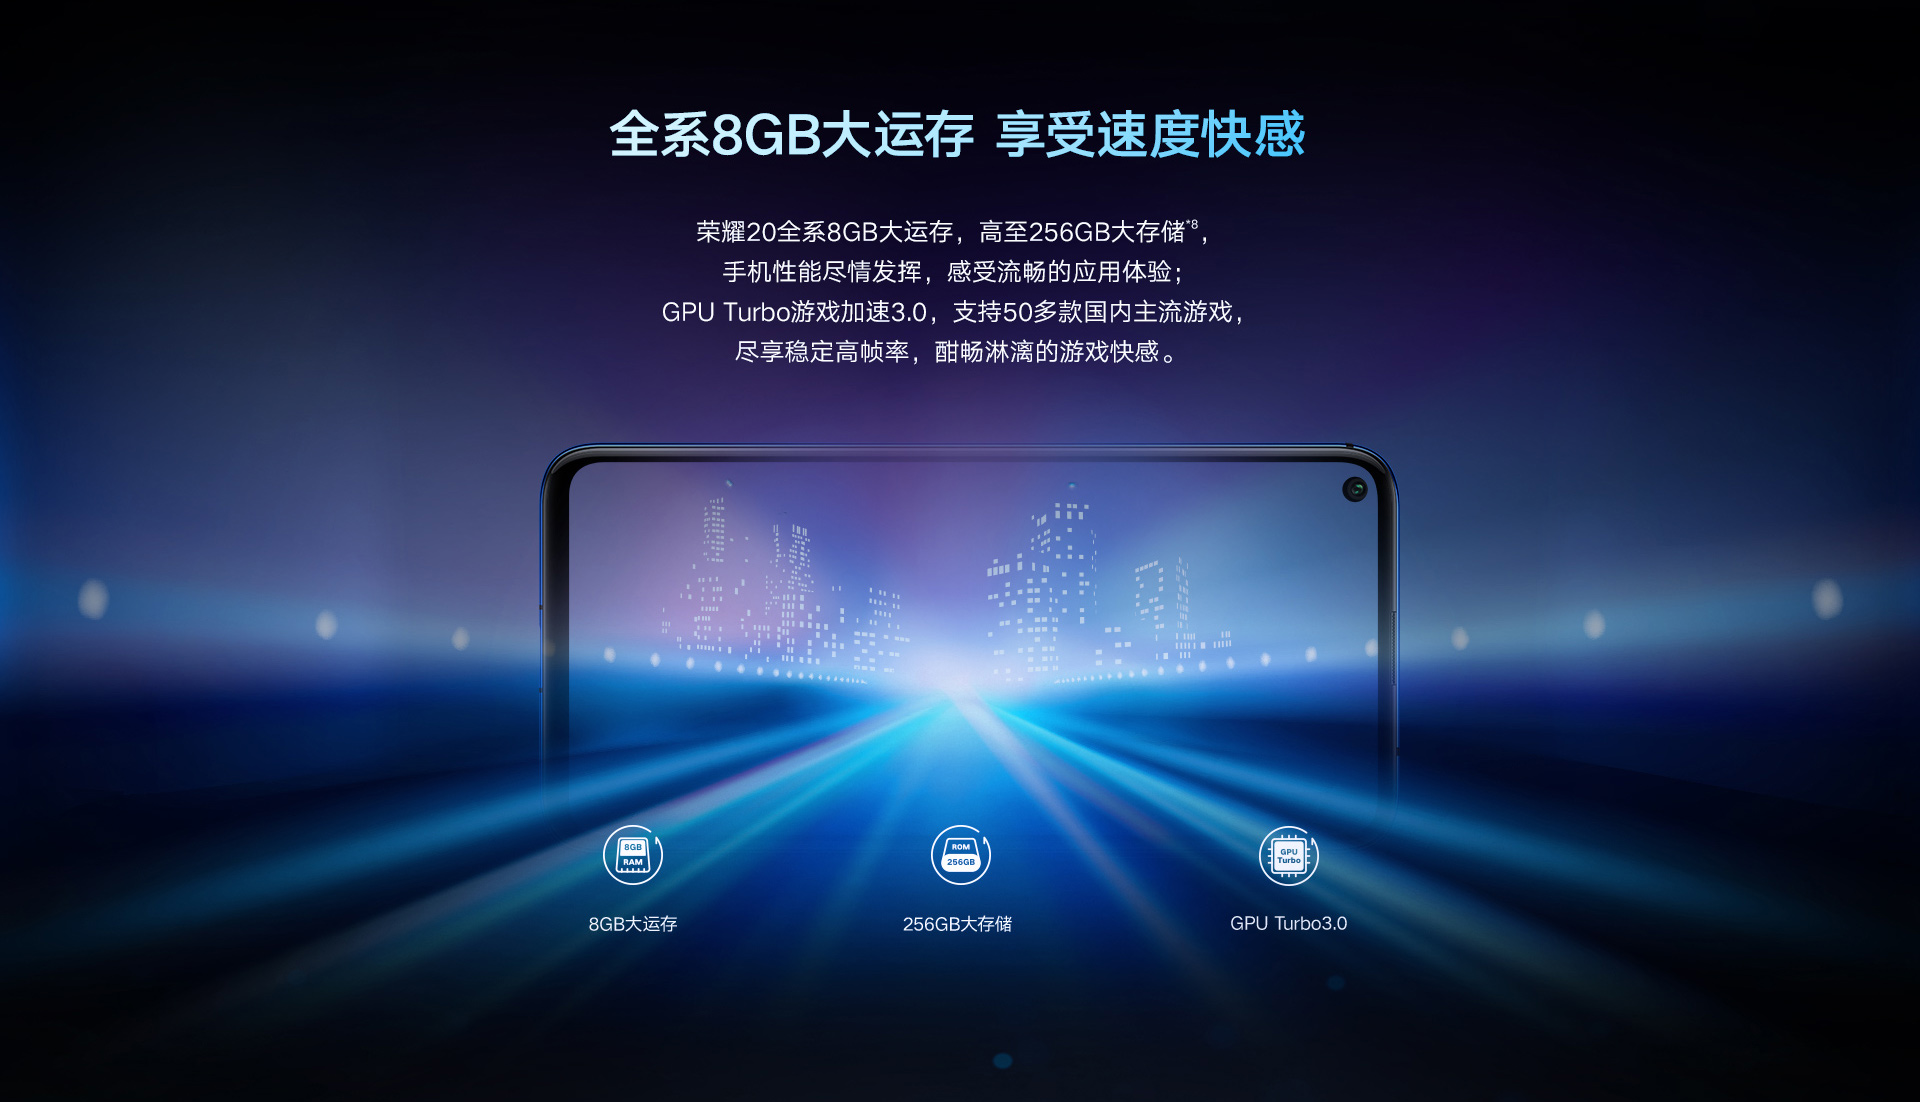 全系8GB大运存 享受速度快感
荣耀20全系8GB大运存，高至256GB大存储*8，
手机性能尽情发挥，感受流畅的应用体验；
GPU Turbo游戏加速3.0，支持50多款国内主流游戏，
尽享稳定高帧率，酣畅淋漓的游戏快感。
8GB
RAM
ROM
256GB
GPU
Turbo
8GB大运存
256GB大存储
GPU Turbo3.0